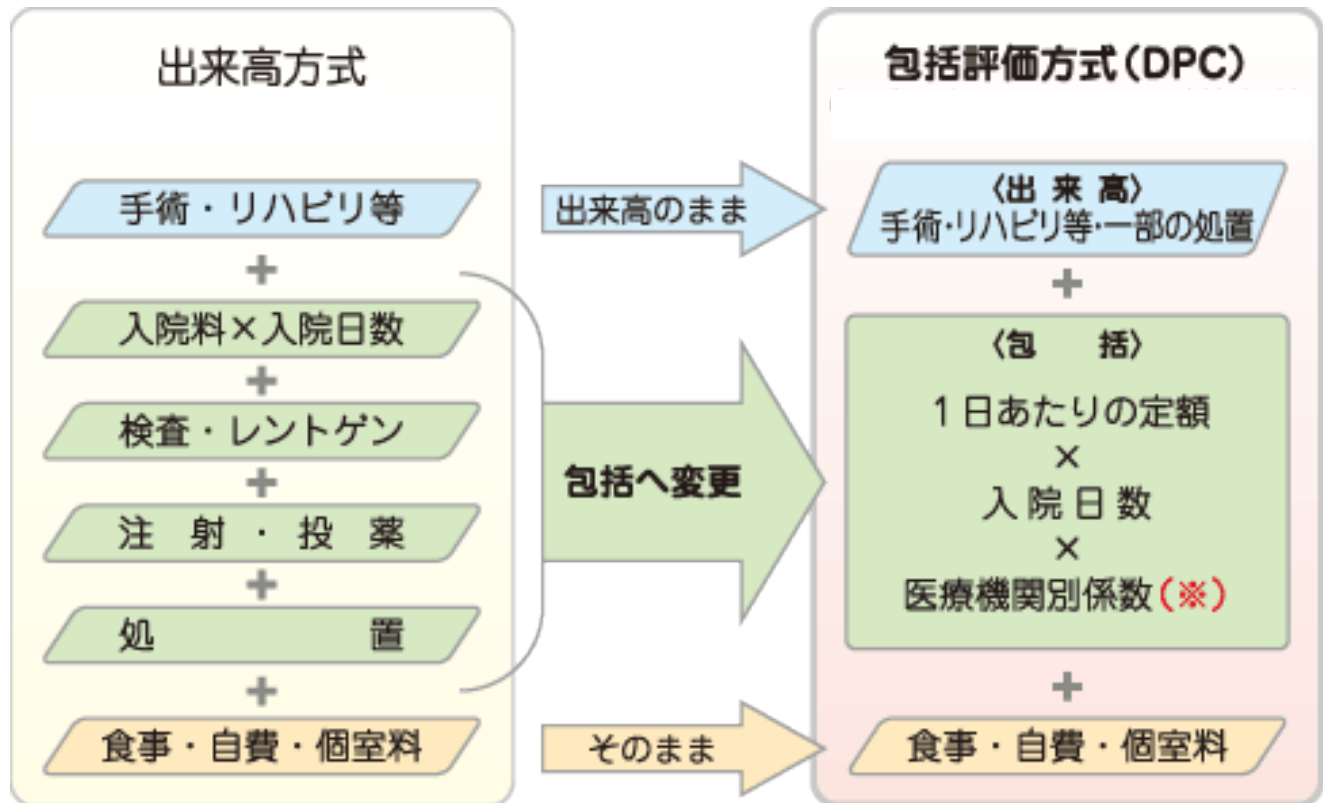 出来高方式
手術・リハビリ等
+
入院料×入院日数
+
検査・レントゲン
+
注射・投薬
+
処置
+
食事・自費・個室料
出来高のまま
包括へ変更
そのまま
包括評価方式(DPC)
〈出来高〉
手術・リハビリ等・一部の処置
+
〈包括〉
1日あたりの定額
×
入院日数
×
医療機関別係数(※)
+
食事・自費・個室料